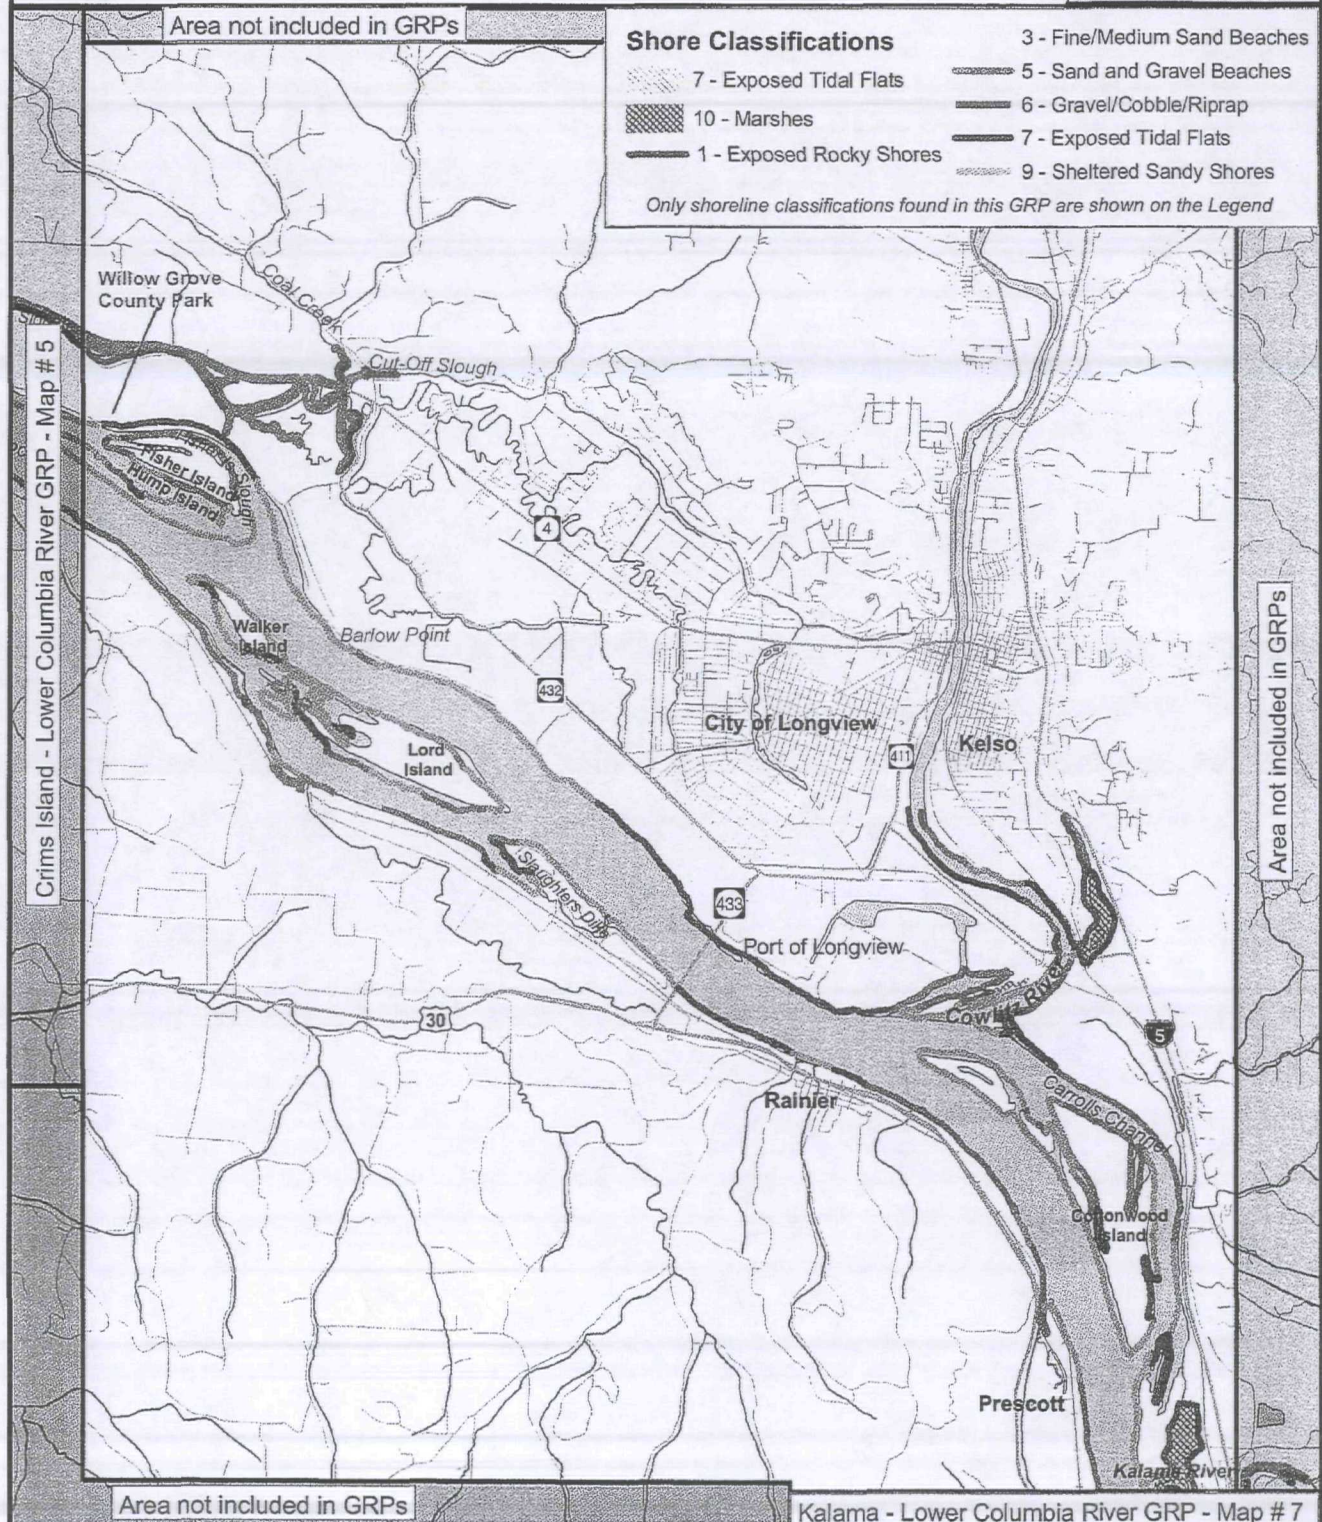 Area not included in GRPs
Shore Classifications
7 - Exposed Tidal Flats
10 - Marshes
1 - Exposed Rocky Shores
3 - Fine/Medium Sand Beaches
5 - Sand and Gravel Beaches
6 - Gravel/Cobble/Riprap
7 - Exposed Tidal Flats
9 - Sheltered Sandy Shores
Only shoreline classifications found in this GRP are shown on the Legend
Willow Grove
County Park
Coal Creek
Cut-Off Slough
Crims Island - Lower Columbia River GRP - Map # 5
Slough
Fisher Island
Hump Island
4
Walker
Island
Barlow Point
432
City of Longview
Kelso
411
Lord
Island
Area not included in GRPs
Slaughters Dike
433
Port of Longview
Cowlitz River
30
5
Rainier
Carrolls Channel
Cottonwood
Island
Prescott
Kalama River
Area not included in GRPs
Kalama - Lower Columbia River GRP - Map # 7